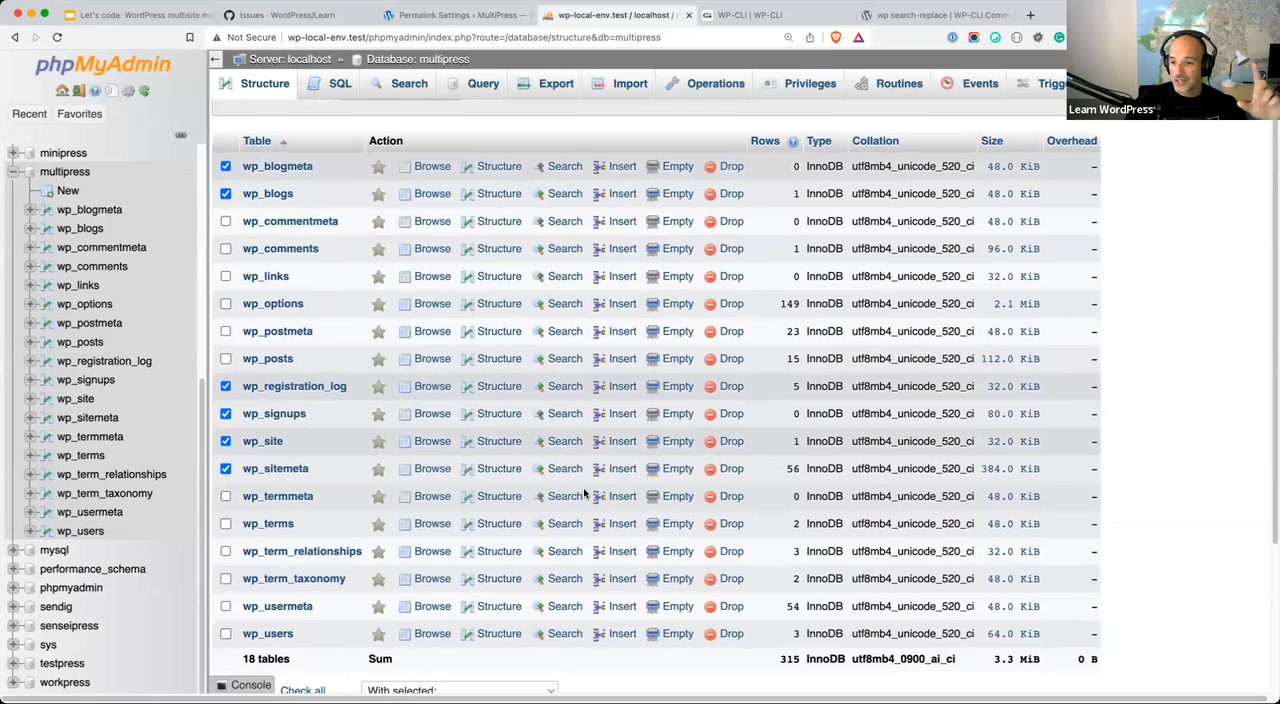 Let's code: WordPress multisite mu
Issues · WordPress/Learn
Permalink Settings ‹ MultiPress —
wp-local-env.test / localhost /
WP-CLI | WP-CLI
wp search-replace | WP-CLI Com
Not Secure wp-local-env.test/phpmyadmin/index.php?route=/database/structure&db=multipress
phpMyAdmin
Recent Favorites
minipress
multipress
New
wp_blogmeta
wp_blogs
wp_commentmeta
wp_comments
wp_links
wp_options
wp_postmeta
wp_posts
wp_registration_log
wp_signups
wp_site
wp_sitemeta
wp_termmeta
wp_terms
wp_term_relationships
wp_term_taxonomy
wp_usermeta
wp_users
mysql
performance_schema
phpmyadmin
sendig
senseipress
sys
testpress
workpress
Server: localhost » Database: multipress
Structure SQL Search Query Export Import Operations Privileges Routines Events Trigg
Table Action Rows Type Collation Size Overhead
wp_blogmeta Browse Structure Search Insert Empty Drop 0 InnoDB utf8mb4_unicode_520_ci 48.0 KiB –
wp_blogs Browse Structure Search Insert Empty Drop 1 InnoDB utf8mb4_unicode_520_ci 48.0 KiB –
wp_commentmeta Browse Structure Search Insert Empty Drop 0 InnoDB utf8mb4_unicode_520_ci 48.0 KiB –
wp_comments Browse Structure Search Insert Empty Drop 1 InnoDB utf8mb4_unicode_520_ci 96.0 KiB –
wp_links Browse Structure Search Insert Empty Drop 0 InnoDB utf8mb4_unicode_520_ci 32.0 KiB –
wp_options Browse Structure Search Insert Empty Drop 149 InnoDB utf8mb4_unicode_520_ci 2.1 MiB –
wp_postmeta Browse Structure Search Insert Empty Drop 23 InnoDB utf8mb4_unicode_520_ci 48.0 KiB –
wp_posts Browse Structure Search Insert Empty Drop 15 InnoDB utf8mb4_unicode_520_ci 112.0 KiB –
wp_registration_log Browse Structure Search Insert Empty Drop 5 InnoDB utf8mb4_unicode_520_ci 32.0 KiB –
wp_signups Browse Structure Search Insert Empty Drop 0 InnoDB utf8mb4_unicode_520_ci 80.0 KiB –
wp_site Browse Structure Search Insert Empty Drop 1 InnoDB utf8mb4_unicode_520_ci 32.0 KiB –
wp_sitemeta Browse Structure Search Insert Empty Drop 56 InnoDB utf8mb4_unicode_520_ci 384.0 KiB –
wp_termmeta Browse Structure Search Insert Empty Drop 0 InnoDB utf8mb4_unicode_520_ci 48.0 KiB –
wp_terms Browse Structure Search Insert Empty Drop 2 InnoDB utf8mb4_unicode_520_ci 48.0 KiB –
wp_term_relationships Browse Structure Search Insert Empty Drop 3 InnoDB utf8mb4_unicode_520_ci 32.0 KiB –
wp_term_taxonomy Browse Structure Search Insert Empty Drop 2 InnoDB utf8mb4_unicode_520_ci 48.0 KiB –
wp_usermeta Browse Structure Search Insert Empty Drop 54 InnoDB utf8mb4_unicode_520_ci 48.0 KiB –
wp_users Browse Structure Search Insert Empty Drop 3 InnoDB utf8mb4_unicode_520_ci 64.0 KiB –
18 tables Sum 315 InnoDB utf8mb4_0900_ai_ci 3.3 MiB 0 B
Console Check all With selected:
Learn WordPress